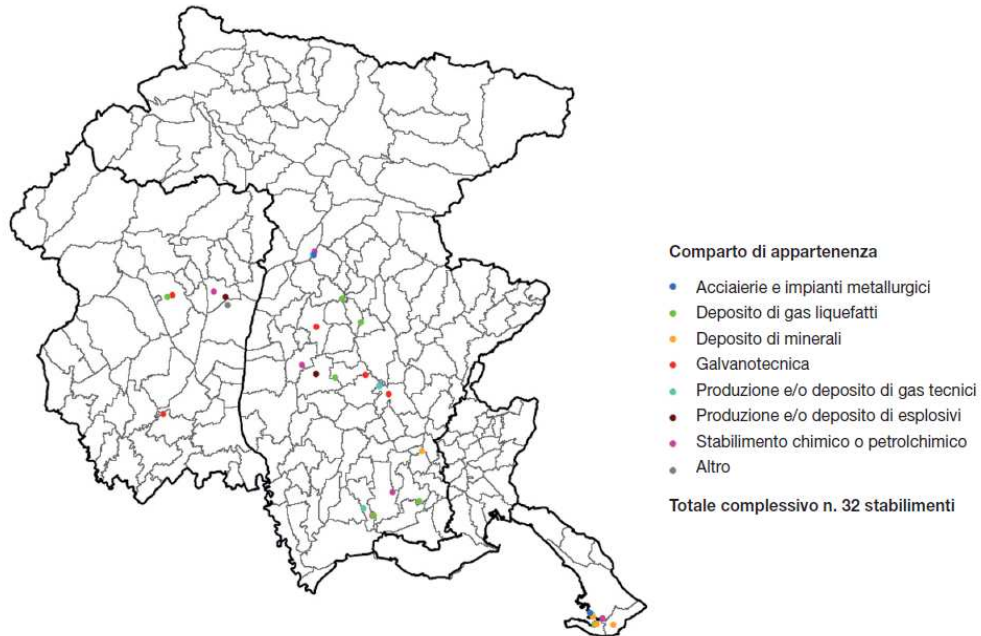 Comparto di appartenenza
Acciaierie e impianti metallurgici
Deposito di gas liquefatti
Deposito di minerali
Galvanotecnica
Produzione e/o deposito di gas tecnici
Produzione e/o deposito di esplosivi
Stabilimento chimico o petrolchimico
Altro
Totale complessivo n. 32 stabilimenti